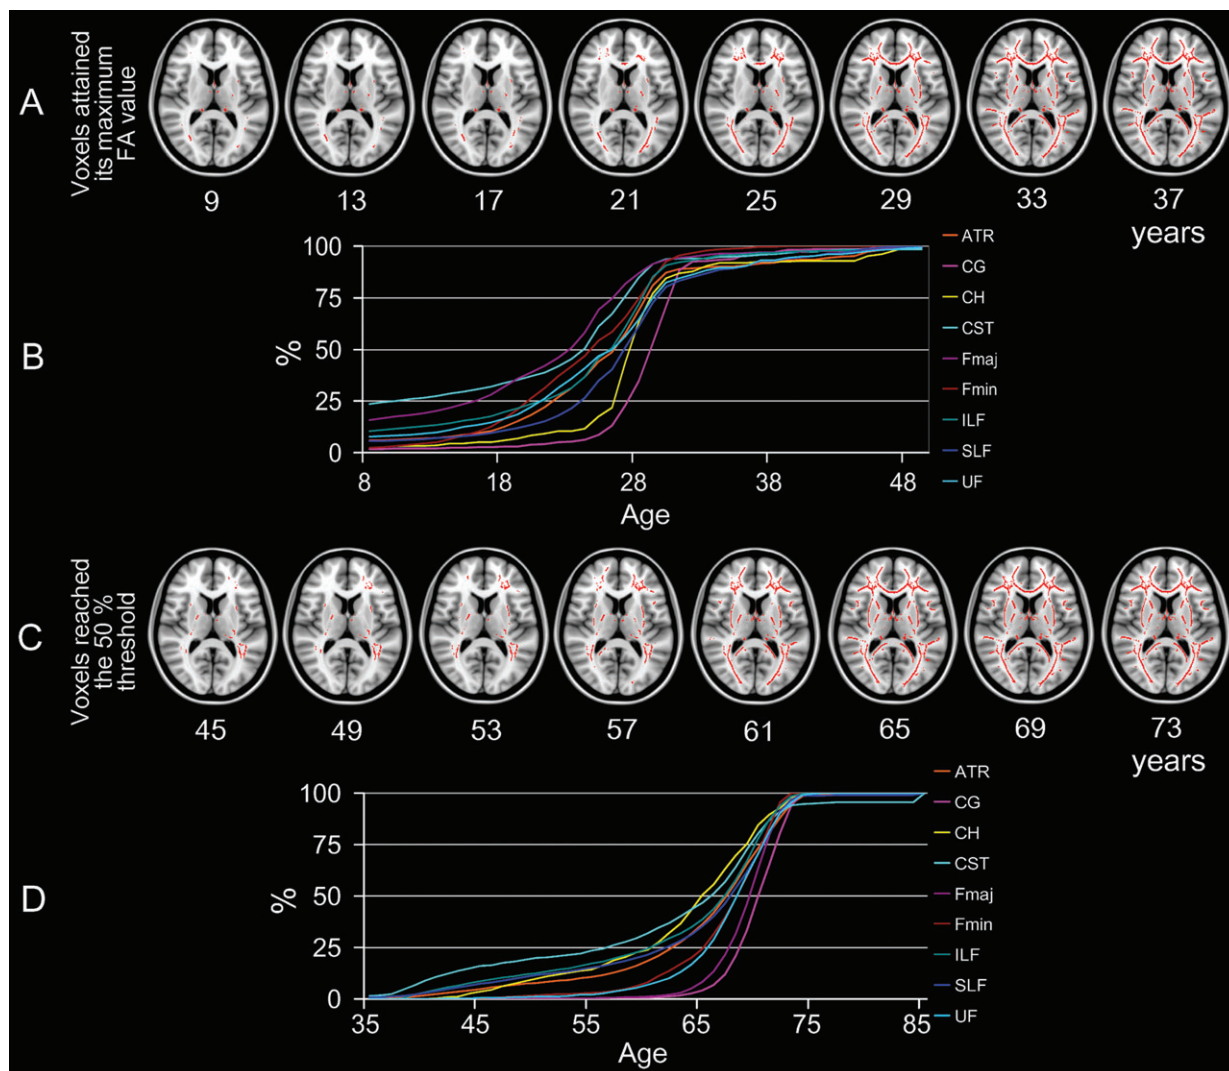 A
Voxels attained
its maximum
FA value
9 13 17 21 25 29 33 37
years
B
%
100
75
50
25
0
8 18 28 38 48
Age
ATR
CG
CH
CST
Fmaj
Fmin
ILF
SLF
UF
C
Voxels reached
the 50 %
threshold
45 49 53 57 61 65 69 73
years
D
%
100
75
50
25
0
35 45 55 65 75 85
Age
ATR
CG
CH
CST
Fmaj
Fmin
ILF
SLF
UF